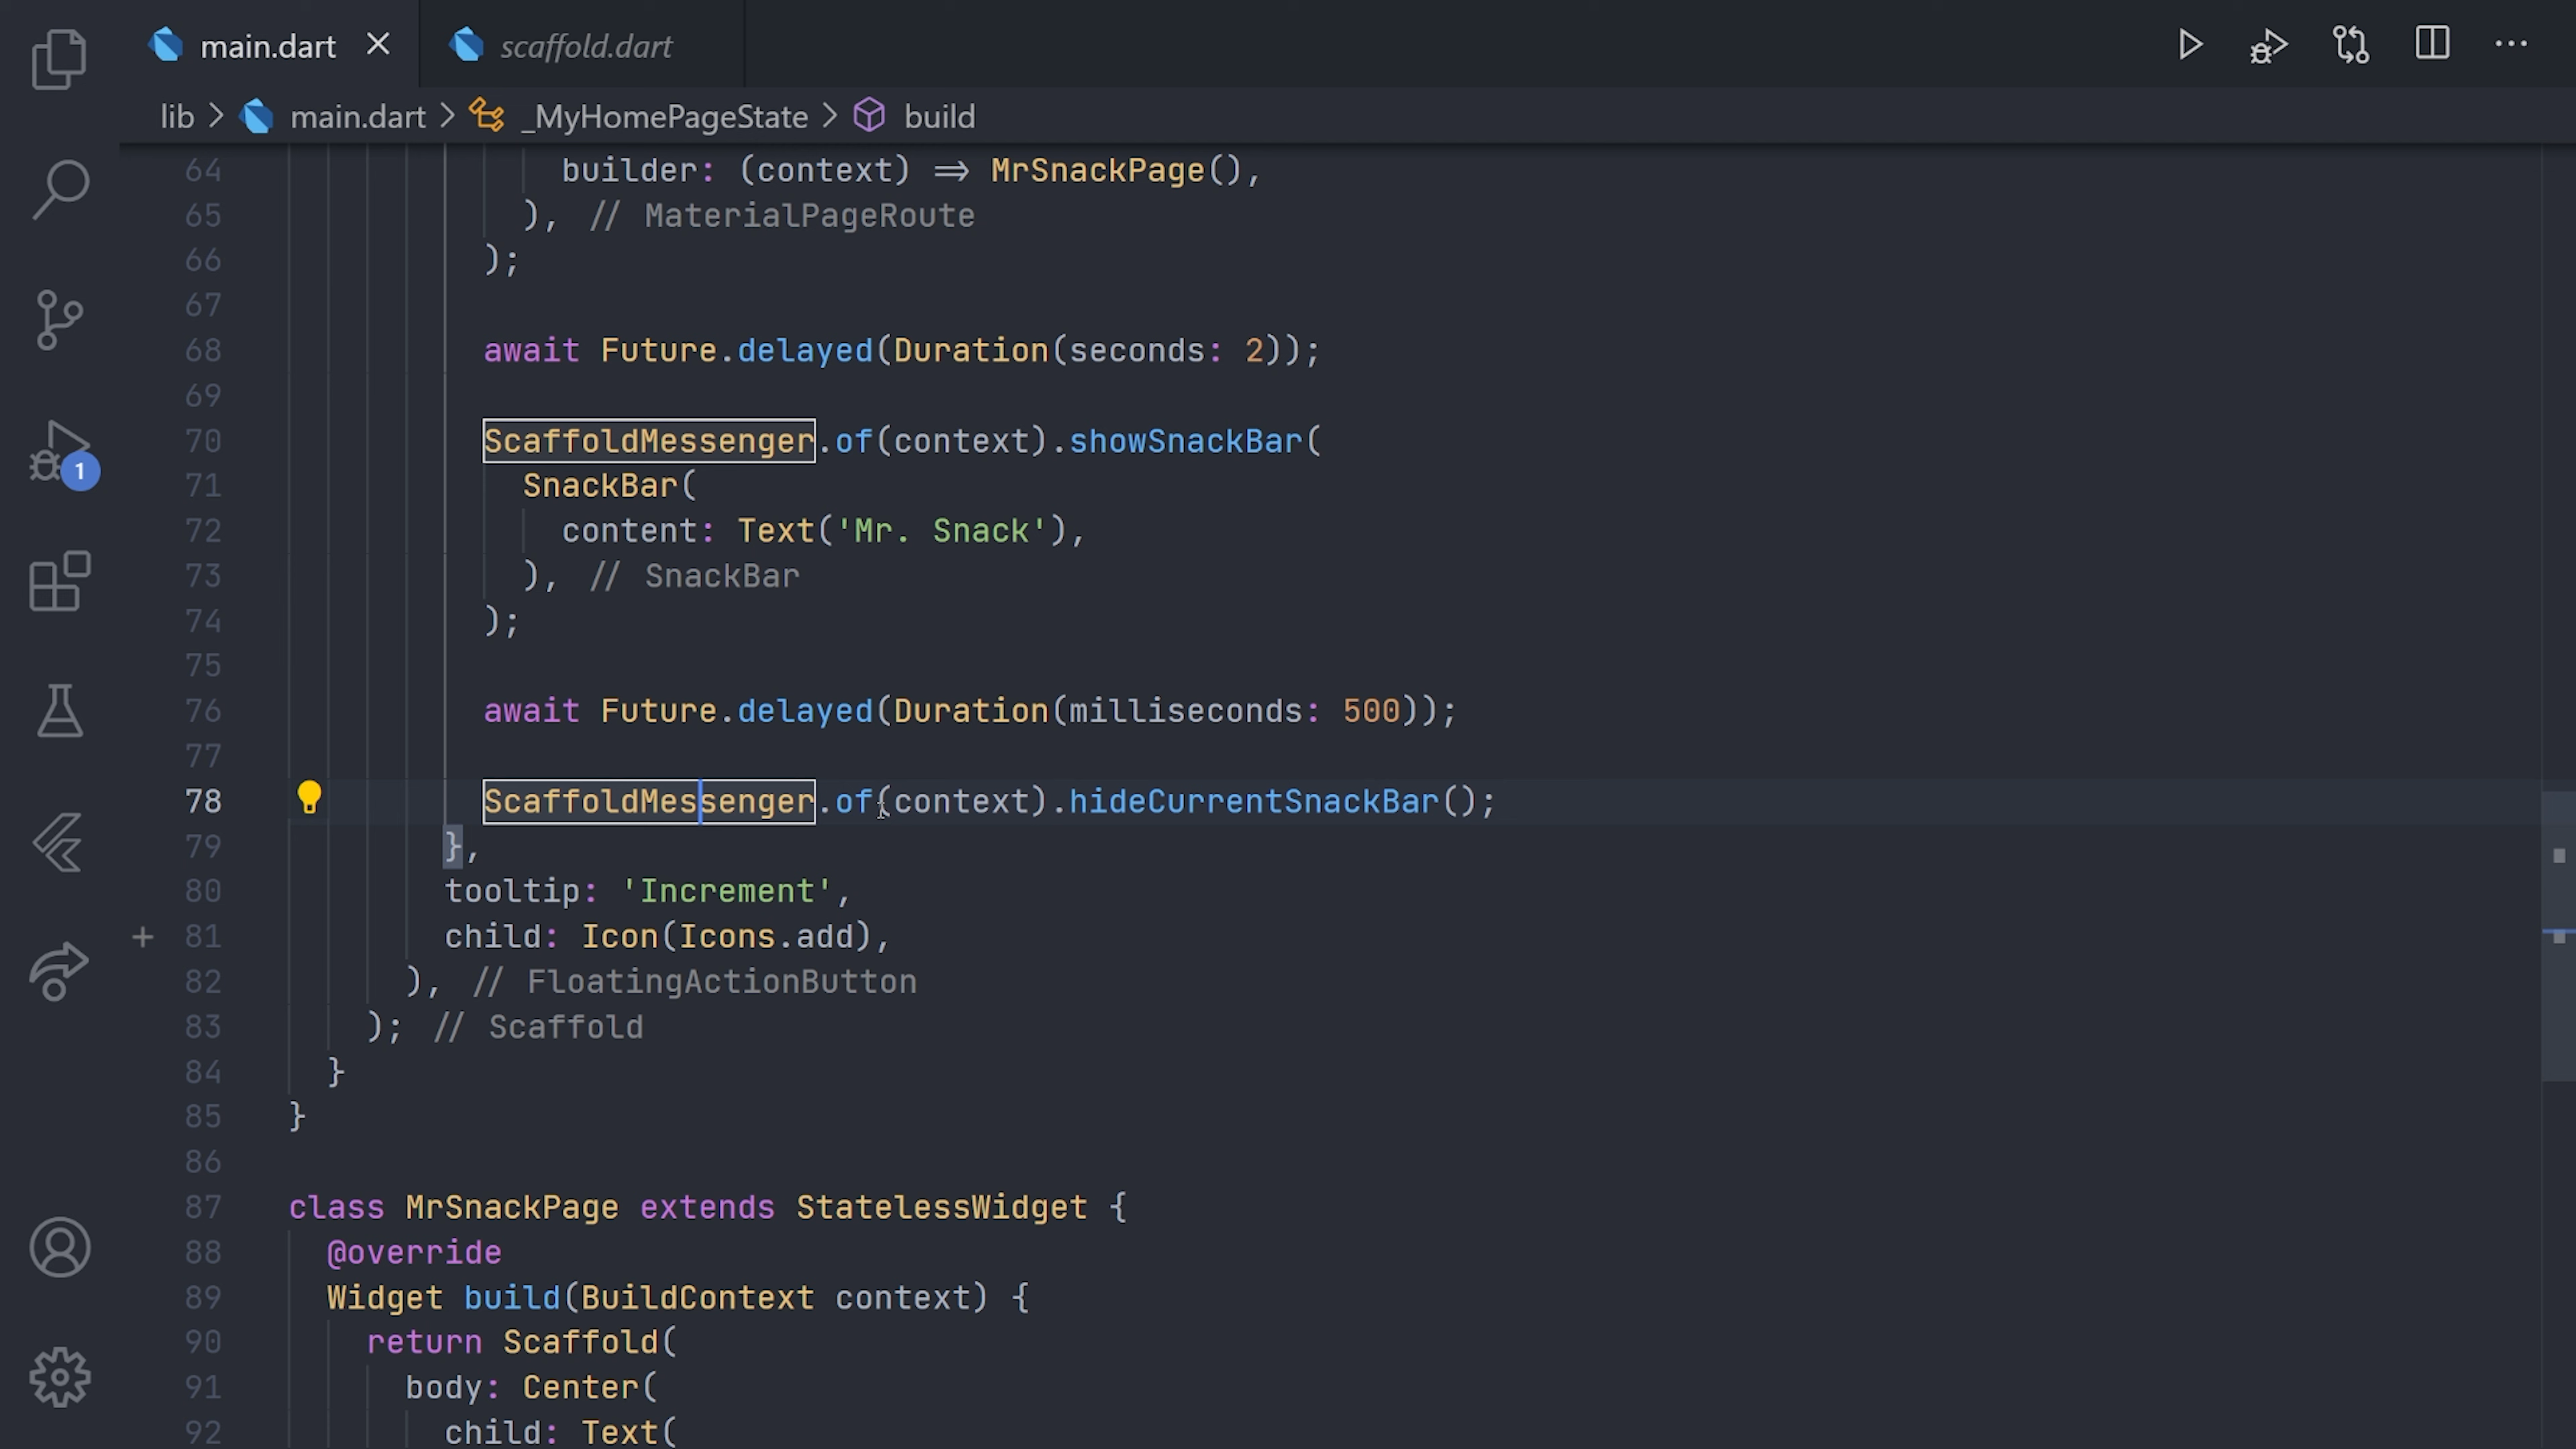 main.dart
scaffold.dart
lib > main.dart > _MyHomePageState > build
64 builder: (context) => MrSnackPage(),
65 ), // MaterialPageRoute
66 );
67
68 await Future.delayed(Duration(seconds: 2));
69
70 ScaffoldMessenger.of(context).showSnackBar(
71 SnackBar(
72 content: Text('Mr. Snack'),
73 ), // SnackBar
74 );
75
76 await Future.delayed(Duration(milliseconds: 500));
77
78 ScaffoldMessenger.of(context).hideCurrentSnackBar();
79 },
80 tooltip: 'Increment',
81 child: Icon(Icons.add),
82 ), // FloatingActionButton
83 ); // Scaffold
84 }
85 }
86
87 class MrSnackPage extends StatelessWidget {
88 @override
89 Widget build(BuildContext context) {
90 return Scaffold(
91 body: Center(
92 child: Text(
1